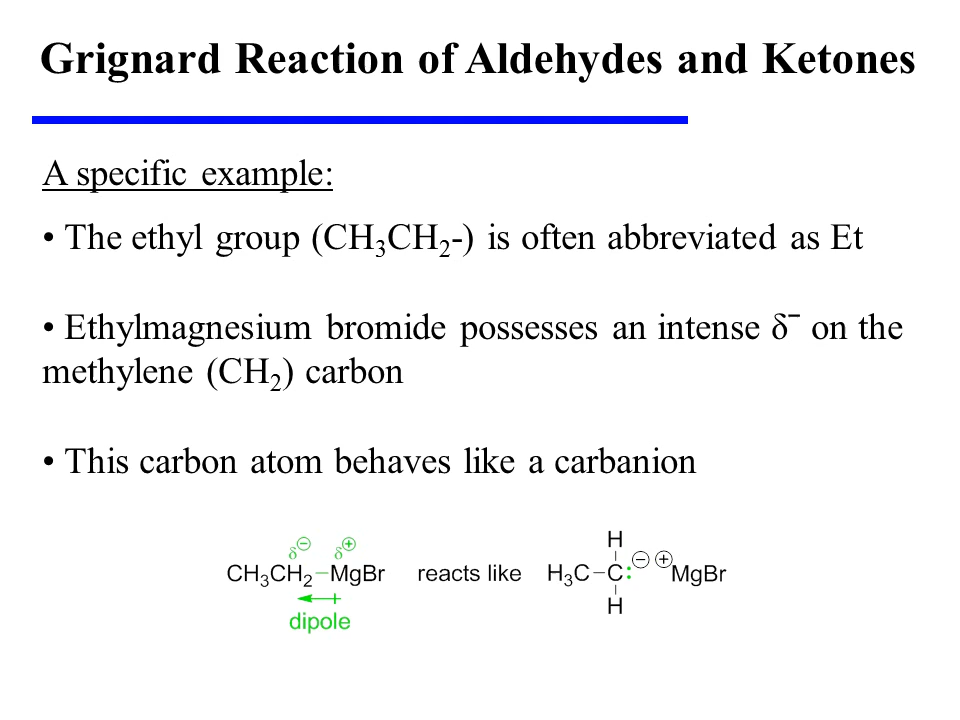 Grignard Reaction of Aldehydes and Ketones
A specific example:
• The ethyl group (CH₃CH₂-) is often abbreviated as Et
• Ethylmagnesium bromide possesses an intense δ⁻ on the
methylene (CH₂) carbon
• This carbon atom behaves like a carbanion
δ⊖ δ⊕
H
⊖ ⊕
CH₃CH₂–MgBr reacts like H₃C–C: MgBr
H
dipole